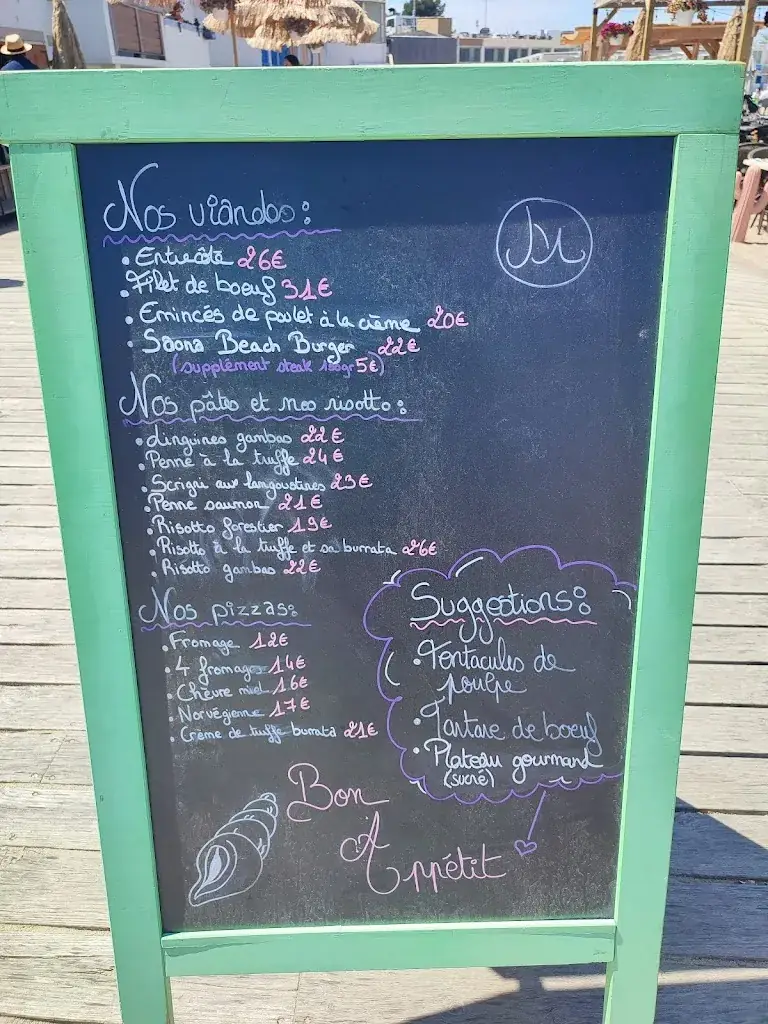 Nos viandes :
JM
• Entrecôte 26€
• Filet de boeuf 31€
• Emincés de poulet à la crème 20€
• Saona Beach Burger 22€
(supplément steak 180gr 5€)
Nos pâtes et nos risotto :
• Linguines gambas 22€
• Penne à la truffe 24€
• Scrigni aux langoustines 23€
• Penne saumon 21€
• Risotto forestier 19€
• Risotto à la truffe et sa burrata 26€
• Risotto gambas 22€
Nos pizzas :
• Fromage 12€
• 4 fromages 14€
• Chèvre miel 16€
• Norvégienne 17€
• Crème de truffe burrata 21€
Suggestions :
• Tentacules de
poulpe
• Tartare de boeuf
• Plateau gourmand
(sucré)
Bon
Appétit